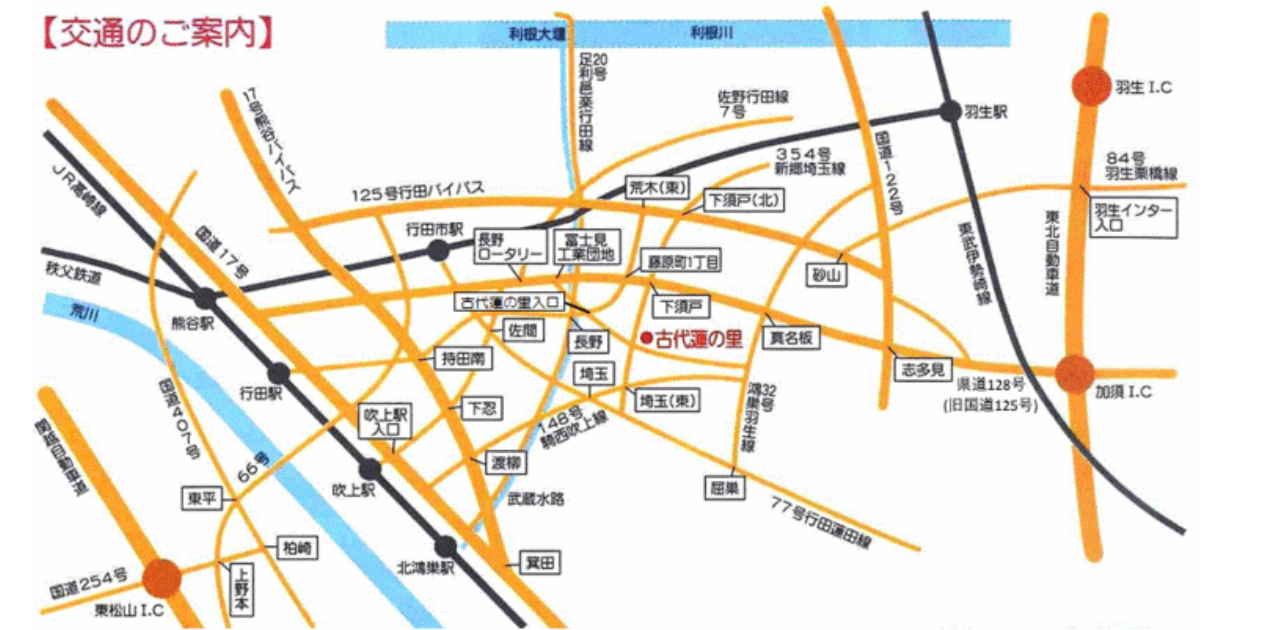 【交通のご案内】
利根大堰
利根川
20号
足利邑楽行田線
佐野行田線
7号
羽生駅
羽生I.C
17号熊谷バイパス
JR高崎線
125号行田バイパス
354号
新郷埼玉線
国道122号
84号
羽生栗橋線
荒木(東)
下須戸(北)
羽生インター
入口
東北自動車道
東武伊勢崎線
国道17号
行田市駅
長野
ロータリー
富士見
工業団地
藤原町1丁目
砂山
秩父鉄道
荒川
熊谷駅
古代蓮の里入口
下須戸
佐間
長野
古代蓮の里
真名板
持田南
志多見
県道128号
(旧国道125号)
加須I.C
行田駅
国道407号
埼玉
埼玉(東)
32号
鴻巣羽生線
吹上駅
入口
下忍
148号
騎西吹上線
関越自動車道
66号
渡柳
屈巣
吹上駅
東平
武蔵水路
77号行田蓮田線
柏崎
北鴻巣駅
箕田
国道254号
東松山I.C
上野本